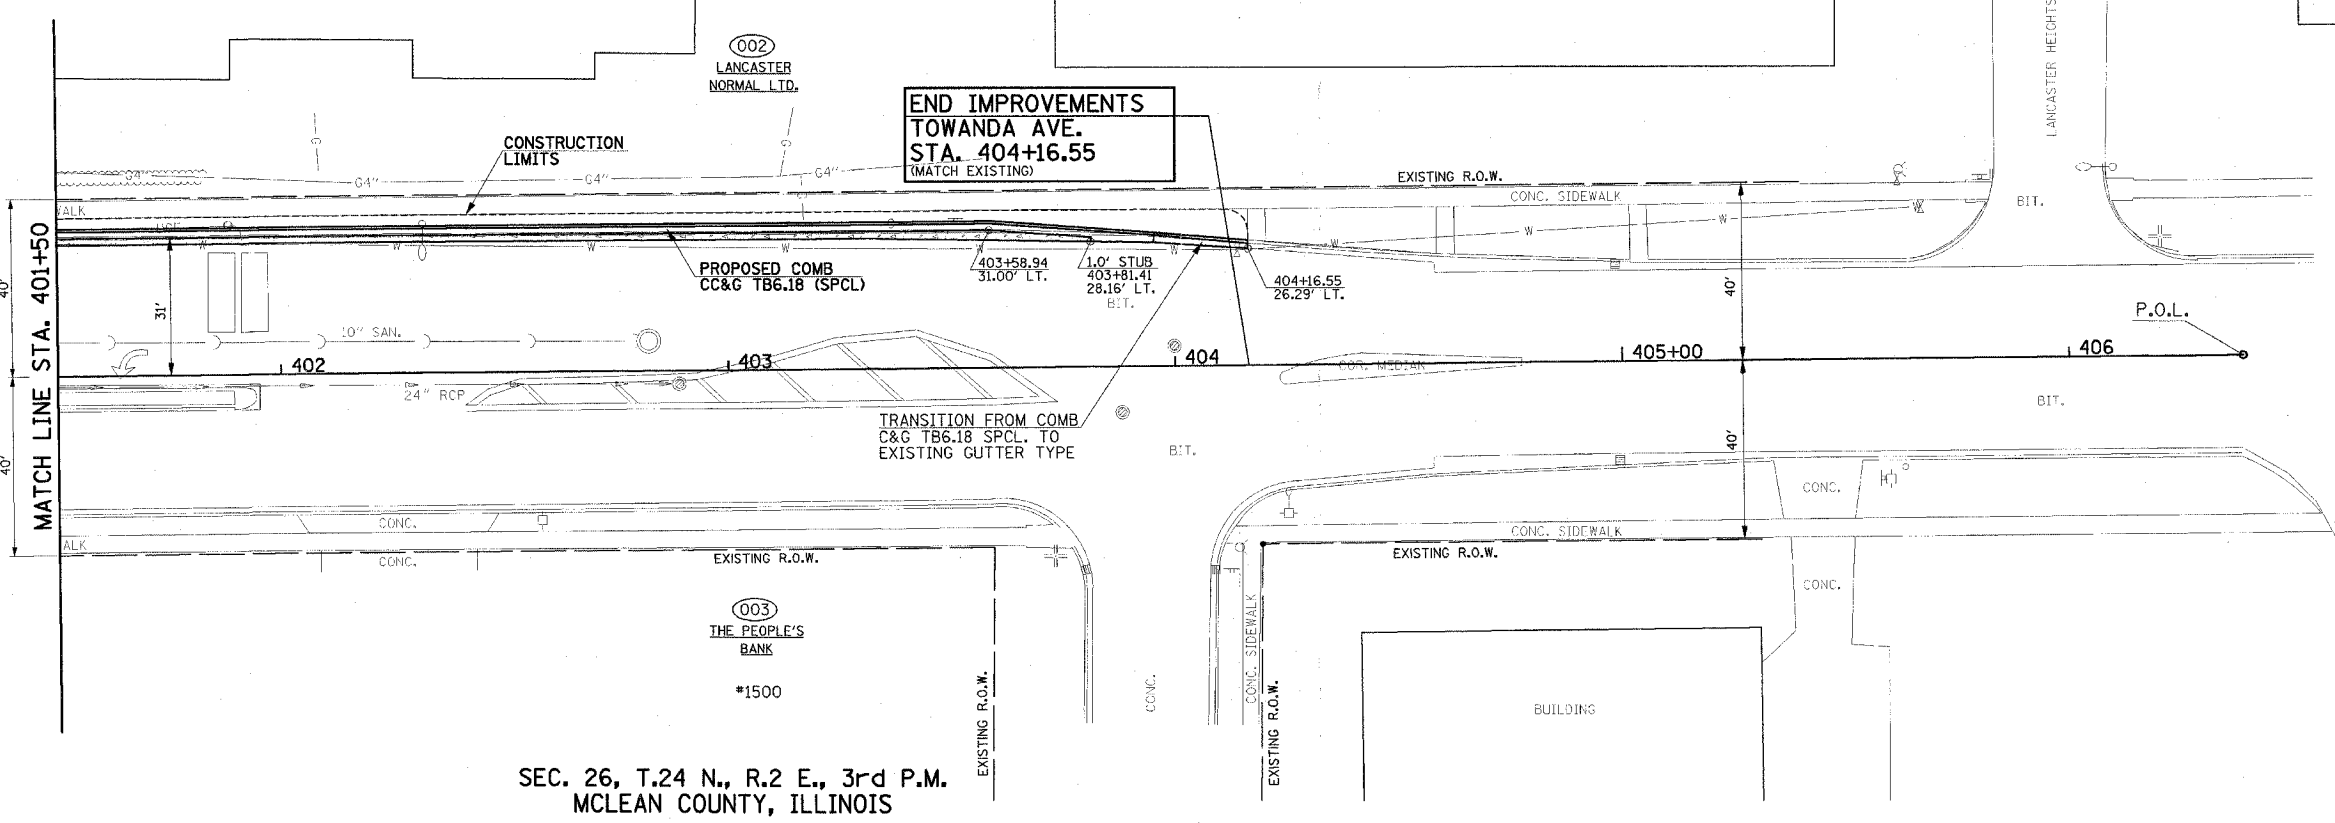 002
LANCASTER
NORMAL LTD.
LANCASTER HEIGHTS
END IMPROVEMENTS
TOWANDA AVE.
STA. 404+16.55
(MATCH EXISTING)
CONSTRUCTION
LIMITS
G
G
G4"
G4"
G4"
G4"
EXISTING R.O.W.
CONC. SIDEWALK
BIT.
WALK
W
W
W
W
W
W
W
W
W
W
MATCH LINE STA. 401+50
40'
40'
31'
PROPOSED COMB
CC&G TB6.18 (SPCL)
403+58.94
31.00' LT.
1.0' STUB
403+81.41
28.16' LT.
BIT.
404+16.55
26.29' LT.
40'
P.O.L.
10" SAN.
402
403
404
405+00
406
COR. MEDIAN
24" RCP
TRANSITION FROM COMB
C&G TB6.18 SPCL. TO
EXISTING GUTTER TYPE
BIT.
BIT.
40'
CONC.
CONC.
ALK
CONC.
EXISTING R.O.W.
CONC. SIDEWALK
EXISTING R.O.W.
CONC.
003
THE PEOPLE'S
BANK
#1500
EXISTING R.O.W.
CONC.
CONC. SIDEWALK
EXISTING R.O.W.
BUILDING
SEC. 26, T.24 N., R.2 E., 3rd P.M.
MCLEAN COUNTY, ILLINOIS